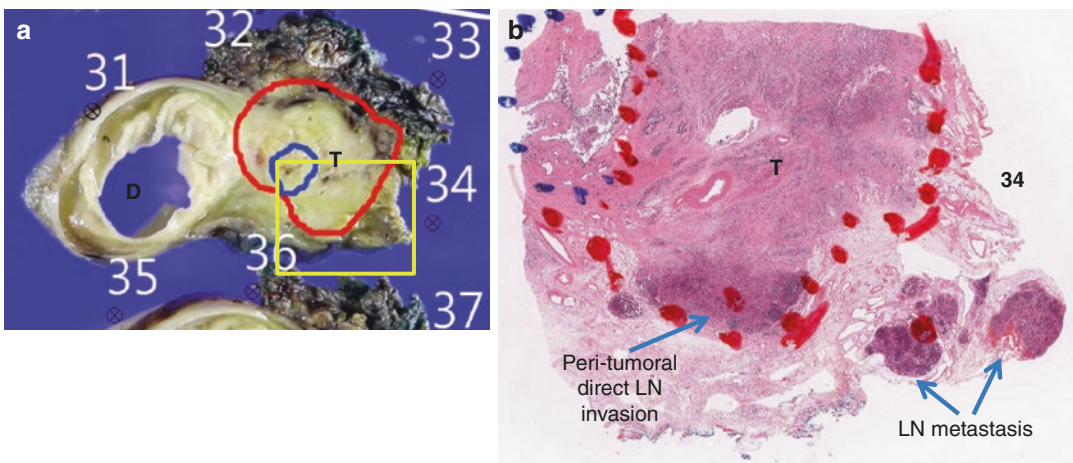 a
32
33
31
T
D
34
36
35
37
b
T
34
Peri-tumoral
direct LN
invasion
LN metastasis